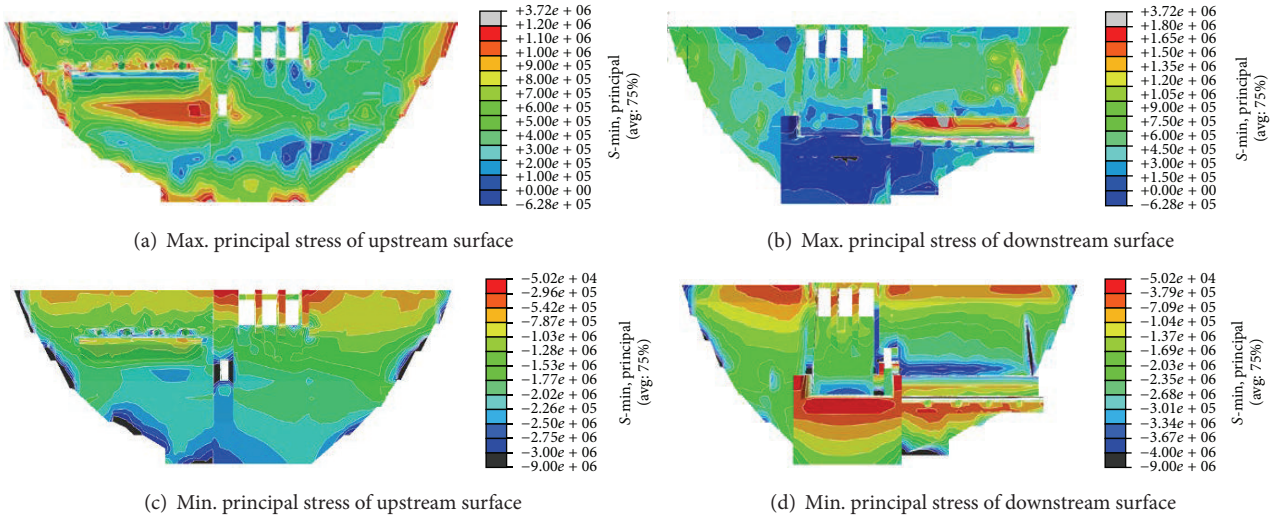 +3.72e + 06
+1.20e + 06
+1.10e + 06
+1.00e + 06
+9.00e + 05
+8.00e + 05
+7.00e + 05
+6.00e + 05
+5.00e + 05
+4.00e + 05
+3.00e + 05
+2.00e + 05
+1.00e + 05
+0.00e + 00
−6.28e + 05
S-min, principal
(avg: 75%)
(a) Max. principal stress of upstream surface
+3.72e + 06
+1.80e + 06
+1.65e + 06
+1.50e + 06
+1.35e + 06
+1.20e + 06
+1.05e + 06
+9.00e + 05
+7.50e + 05
+6.00e + 05
+4.50e + 05
+3.00e + 05
+1.50e + 05
+0.00e + 00
−6.28e + 05
S-min, principal
(avg: 75%)
(b) Max. principal stress of downstream surface
−5.02e + 04
−2.96e + 05
−5.42e + 05
−7.87e + 05
−1.03e + 06
−1.28e + 06
−1.53e + 06
−1.77e + 06
−2.02e + 06
−2.26e + 05
−2.50e + 06
−2.75e + 06
−3.00e + 06
−9.00e + 06
S-min, principal
(avg: 75%)
(c) Min. principal stress of upstream surface
−5.02e + 04
−3.79e + 05
−7.09e + 05
−1.04e + 06
−1.37e + 06
−1.69e + 06
−2.03e + 06
−2.35e + 06
−2.68e + 06
−3.01e + 06
−3.34e + 06
−3.67e + 06
−4.00e + 06
−9.00e + 06
S-min, principal
(avg: 75%)
(d) Min. principal stress of downstream surface